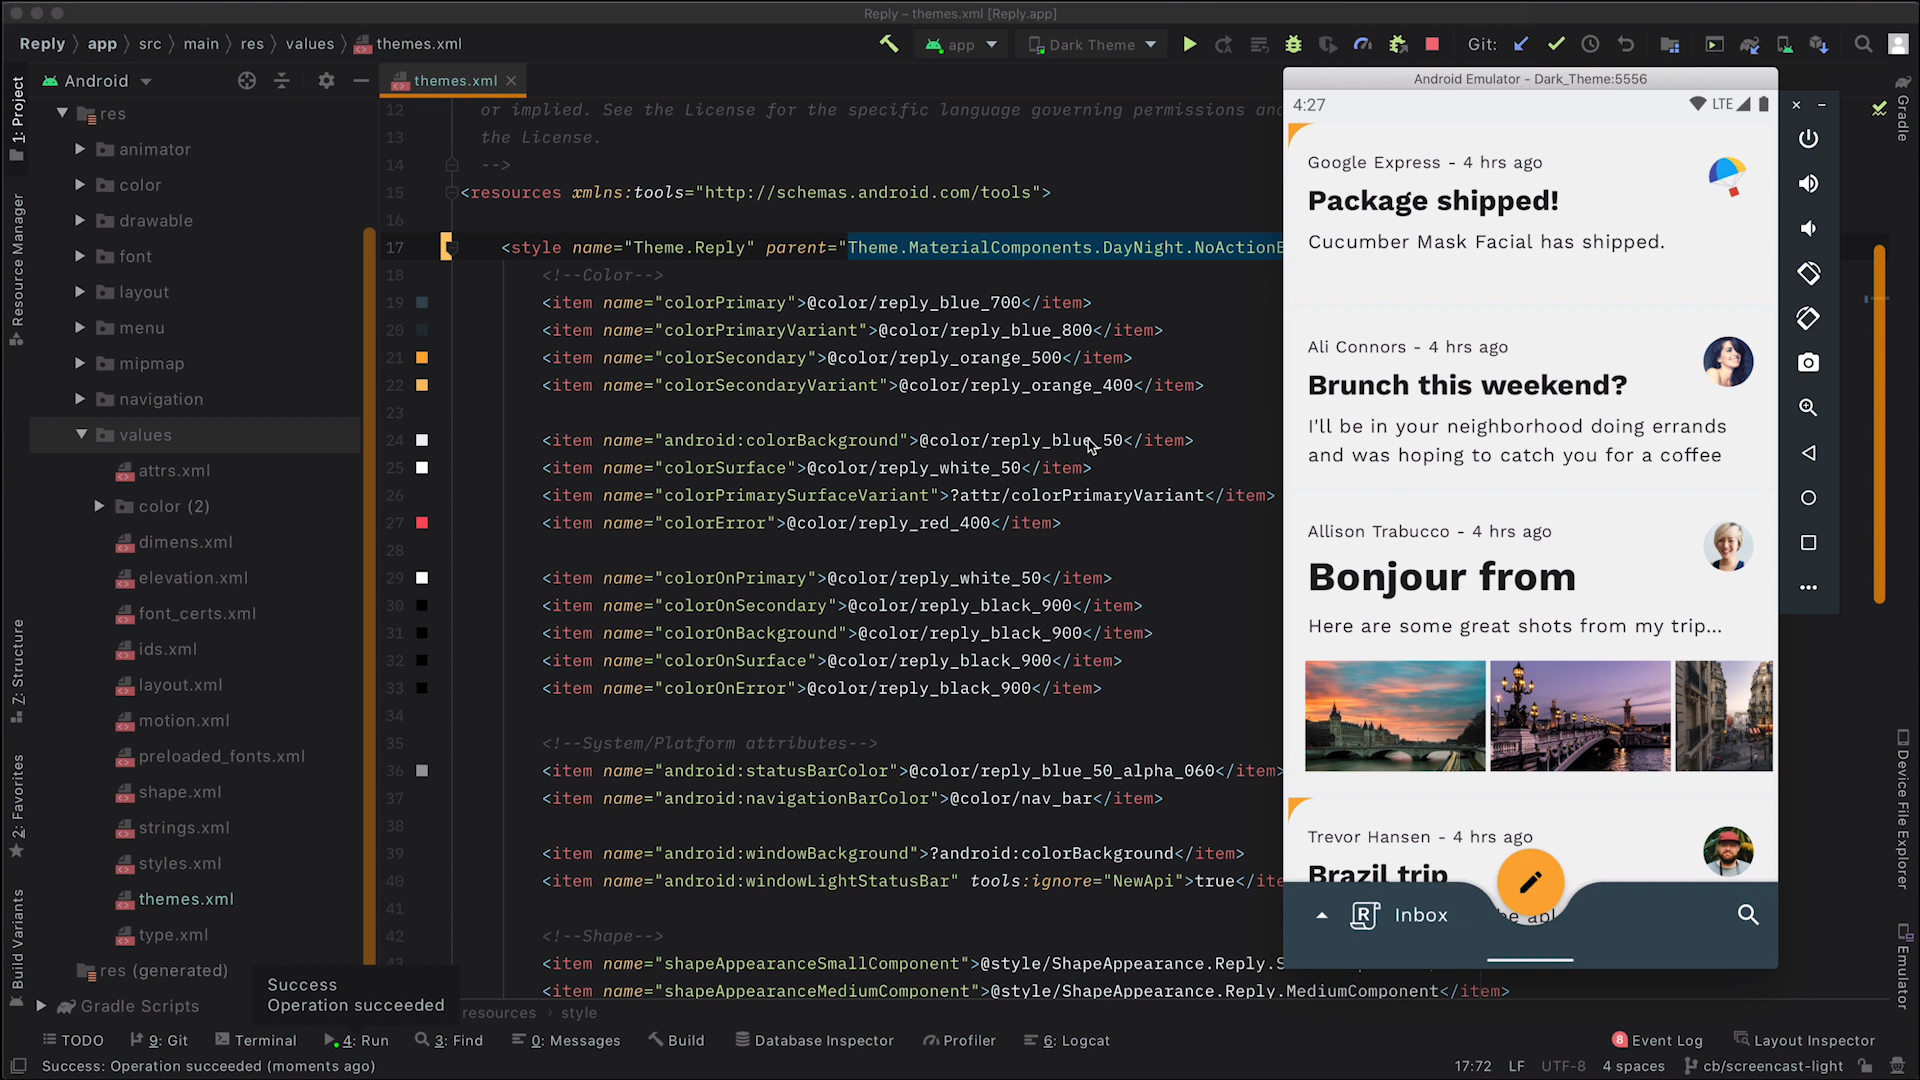 Reply – themes.xml [Reply.app]
Reply app src main res values themes.xml
app Dark Theme Git:
Android
themes.xml
1: Project
Resource Manager
Z: Structure
2: Favorites
Build Variants
res
animator
color
drawable
font
layout
menu
mipmap
navigation
values
attrs.xml
color (2)
dimens.xml
elevation.xml
font_certs.xml
ids.xml
layout.xml
motion.xml
preloaded_fonts.xml
shape.xml
strings.xml
styles.xml
themes.xml
type.xml
res (generated)
Gradle Scripts
Success
Operation succeeded
12 or implied. See the License for the specific language governing permissions and
13 the License.
14 -->
15 <resources xmlns:tools="http://schemas.android.com/tools">
16
17 <style name="Theme.Reply" parent="Theme.MaterialComponents.DayNight.NoActionB
18 <!--Color-->
19 <item name="colorPrimary">@color/reply_blue_700</item>
20 <item name="colorPrimaryVariant">@color/reply_blue_800</item>
21 <item name="colorSecondary">@color/reply_orange_500</item>
22 <item name="colorSecondaryVariant">@color/reply_orange_400</item>
23
24 <item name="android:colorBackground">@color/reply_blue_50</item>
25 <item name="colorSurface">@color/reply_white_50</item>
26 <item name="colorPrimarySurfaceVariant">?attr/colorPrimaryVariant</item>
27 <item name="colorError">@color/reply_red_400</item>
28
29 <item name="colorOnPrimary">@color/reply_white_50</item>
30 <item name="colorOnSecondary">@color/reply_black_900</item>
31 <item name="colorOnBackground">@color/reply_black_900</item>
32 <item name="colorOnSurface">@color/reply_black_900</item>
33 <item name="colorOnError">@color/reply_black_900</item>
34
35 <!--System/Platform attributes-->
36 <item name="android:statusBarColor">@color/reply_blue_50_alpha_060</item>
37 <item name="android:navigationBarColor">@color/nav_bar</item>
38
39 <item name="android:windowBackground">?android:colorBackground</item>
40 <item name="android:windowLightStatusBar" tools:ignore="NewApi">true</ite
41
42 <!--Shape-->
43 <item name="shapeAppearanceSmallComponent">@style/ShapeAppearance.Reply.S
<item name="shapeAppearanceMediumComponent">@style/ShapeAppearance.Reply.MediumComponent</item>
resources style
Android Emulator - Dark_Theme:5556
4:27 LTE
Google Express - 4 hrs ago
Package shipped!
Cucumber Mask Facial has shipped.
Ali Connors - 4 hrs ago
Brunch this weekend?
I'll be in your neighborhood doing errands
and was hoping to catch you for a coffee
Allison Trabucco - 4 hrs ago
Bonjour from
Here are some great shots from my trip...
Trevor Hansen - 4 hrs ago
Brazil trip
Inbox
Gradle
Device File Explorer
Emulator
TODO 9: Git Terminal 4: Run 3: Find 0: Messages Build Database Inspector Profiler 6: Logcat 8 Event Log Layout Inspector
Success: Operation succeeded (moments ago) 17:72 LF UTF-8 4 spaces cb/screencast-light